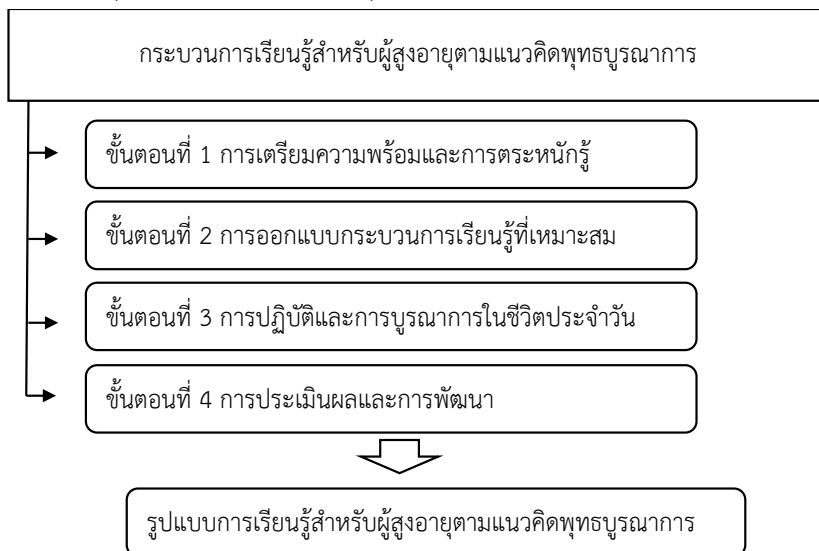 กระบวนการเรียนรู้สำหรับผู้สูงอายุตามแนวคิดพุทธบูรณาการ
ขั้นตอนที่ 1 การเตรียมความพร้อมและการตระหนักรู้
ขั้นตอนที่ 2 การออกแบบกระบวนการเรียนรู้ที่เหมาะสม
ขั้นตอนที่ 3 การปฏิบัติและการบูรณาการในชีวิตประจำวัน
ขั้นตอนที่ 4 การประเมินผลและการพัฒนา
รูปแบบการเรียนรู้สำหรับผู้สูงอายุตามแนวคิดพุทธบูรณาการ